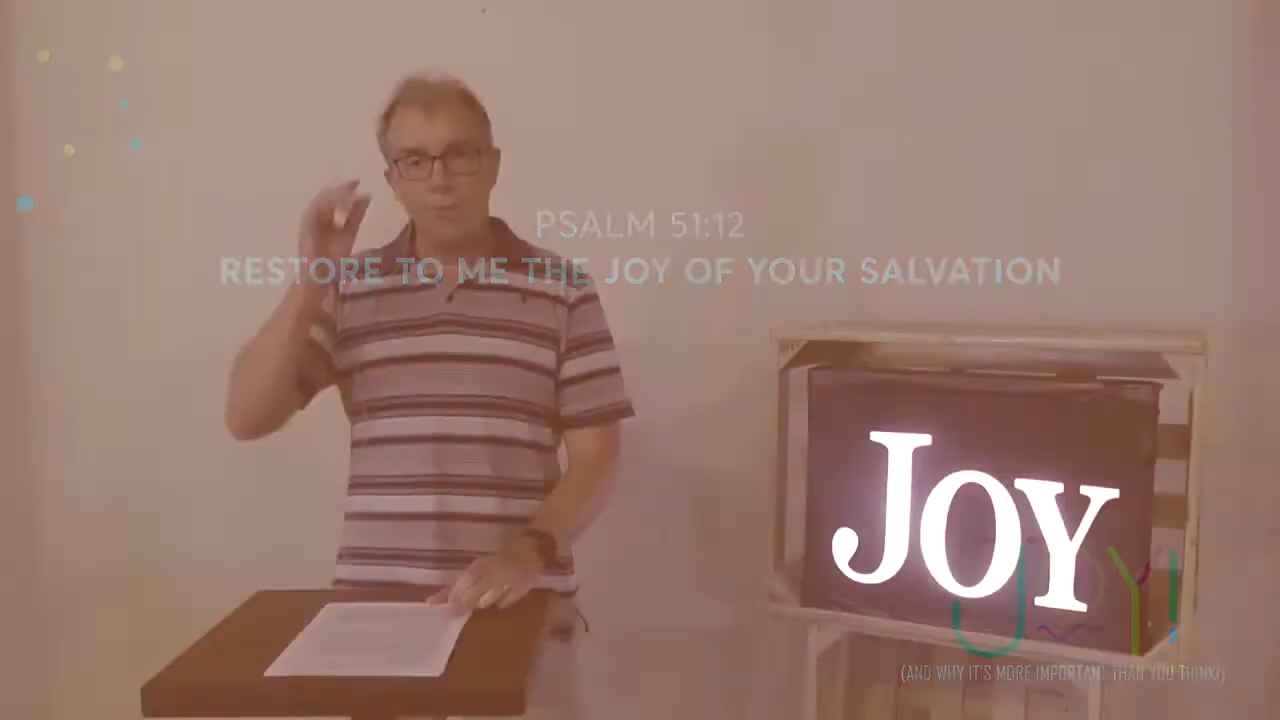 PSALM 51:12
RESTORE TO ME THE JOY OF YOUR SALVATION
JOY
JOY!
(AND WHY IT'S MORE IMPORTANT THAN YOU THINK!)